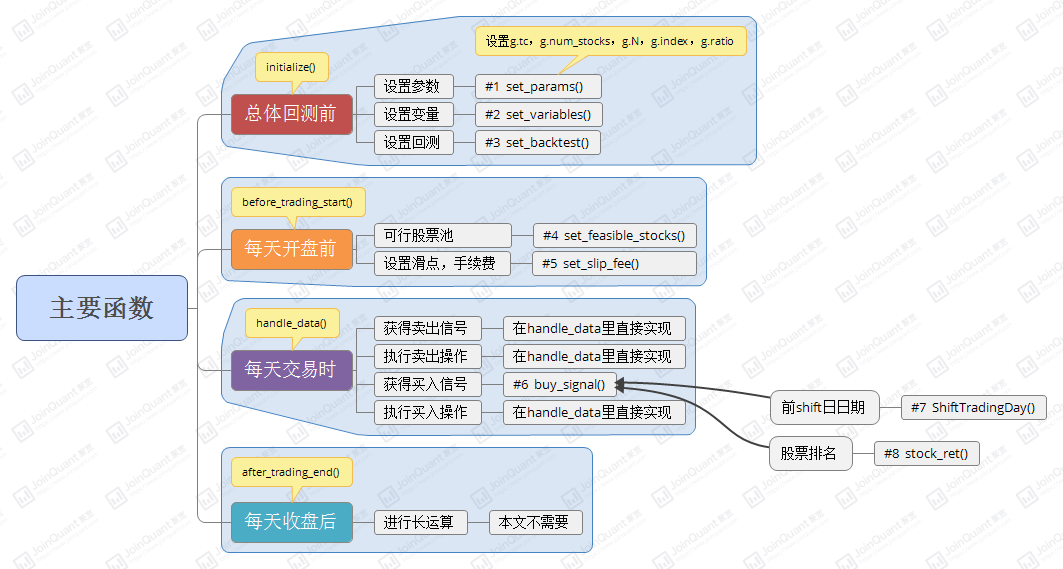 主要函数
设置g.tc，g.num_stocks，g.N，g.index，g.ratio
initialize()
总体回测前
设置参数
#1 set_params()
设置变量
#2 set_variables()
设置回测
#3 set_backtest()
before_trading_start()
每天开盘前
可行股票池
#4 set_feasible_stocks()
设置滑点，手续费
#5 set_slip_fee()
handle_data()
每天交易时
获得卖出信号
在handle_data里直接实现
执行卖出操作
在handle_data里直接实现
获得买入信号
#6 buy_signal()
执行买入操作
在handle_data里直接实现
前shift日日期
#7 ShiftTradingDay()
股票排名
#8 stock_ret()
after_trading_end()
每天收盘后
进行长运算
本文不需要
JoinQuant 聚宽